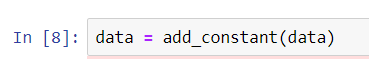 In [8]: data = add_constant(data)